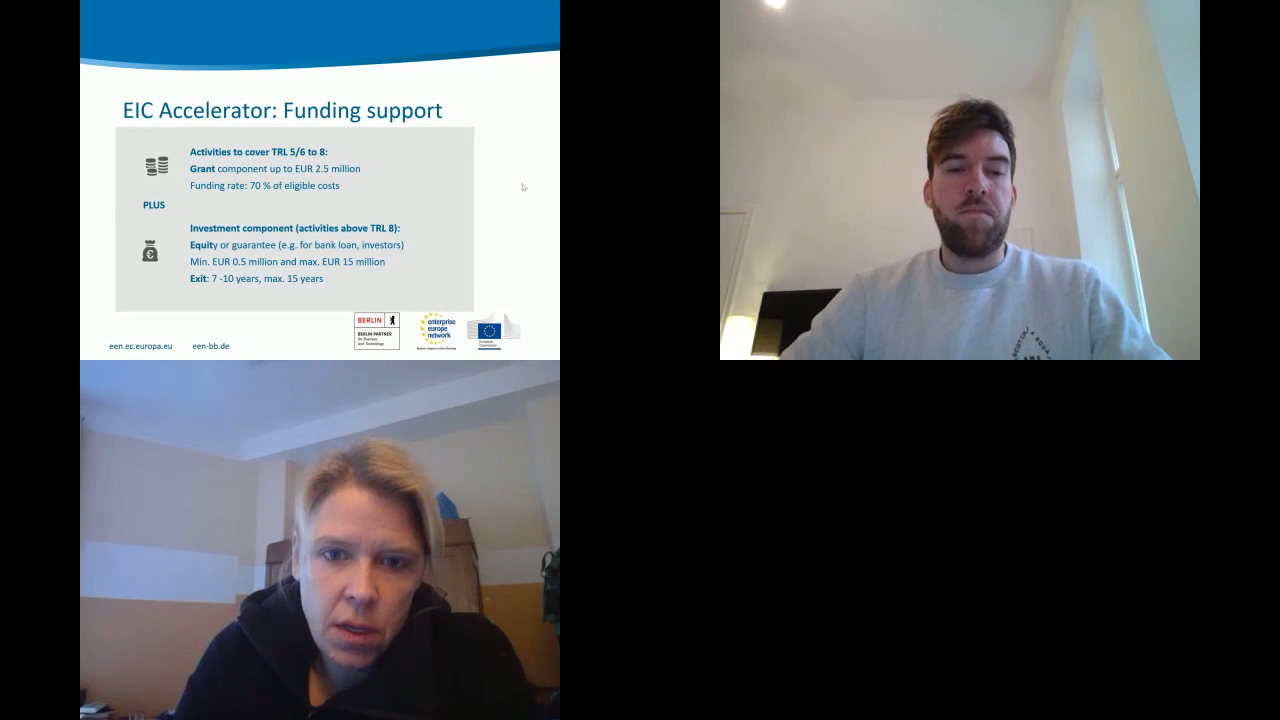 EIC Accelerator: Funding support
Activities to cover TRL 5/6 to 8:
Grant component up to EUR 2.5 million
Funding rate: 70 % of eligible costs
PLUS
Investment component (activities above TRL 8):
Equity or guarantee (e.g. for bank loan, investors)
Min. EUR 0.5 million and max. EUR 15 million
Exit: 7 -10 years, max. 15 years
BERLIN
BERLIN PARTNER
for Business
and Technology
enterprise
europe
network
European
Commission
een.ec.europa.eu
een-bb.de